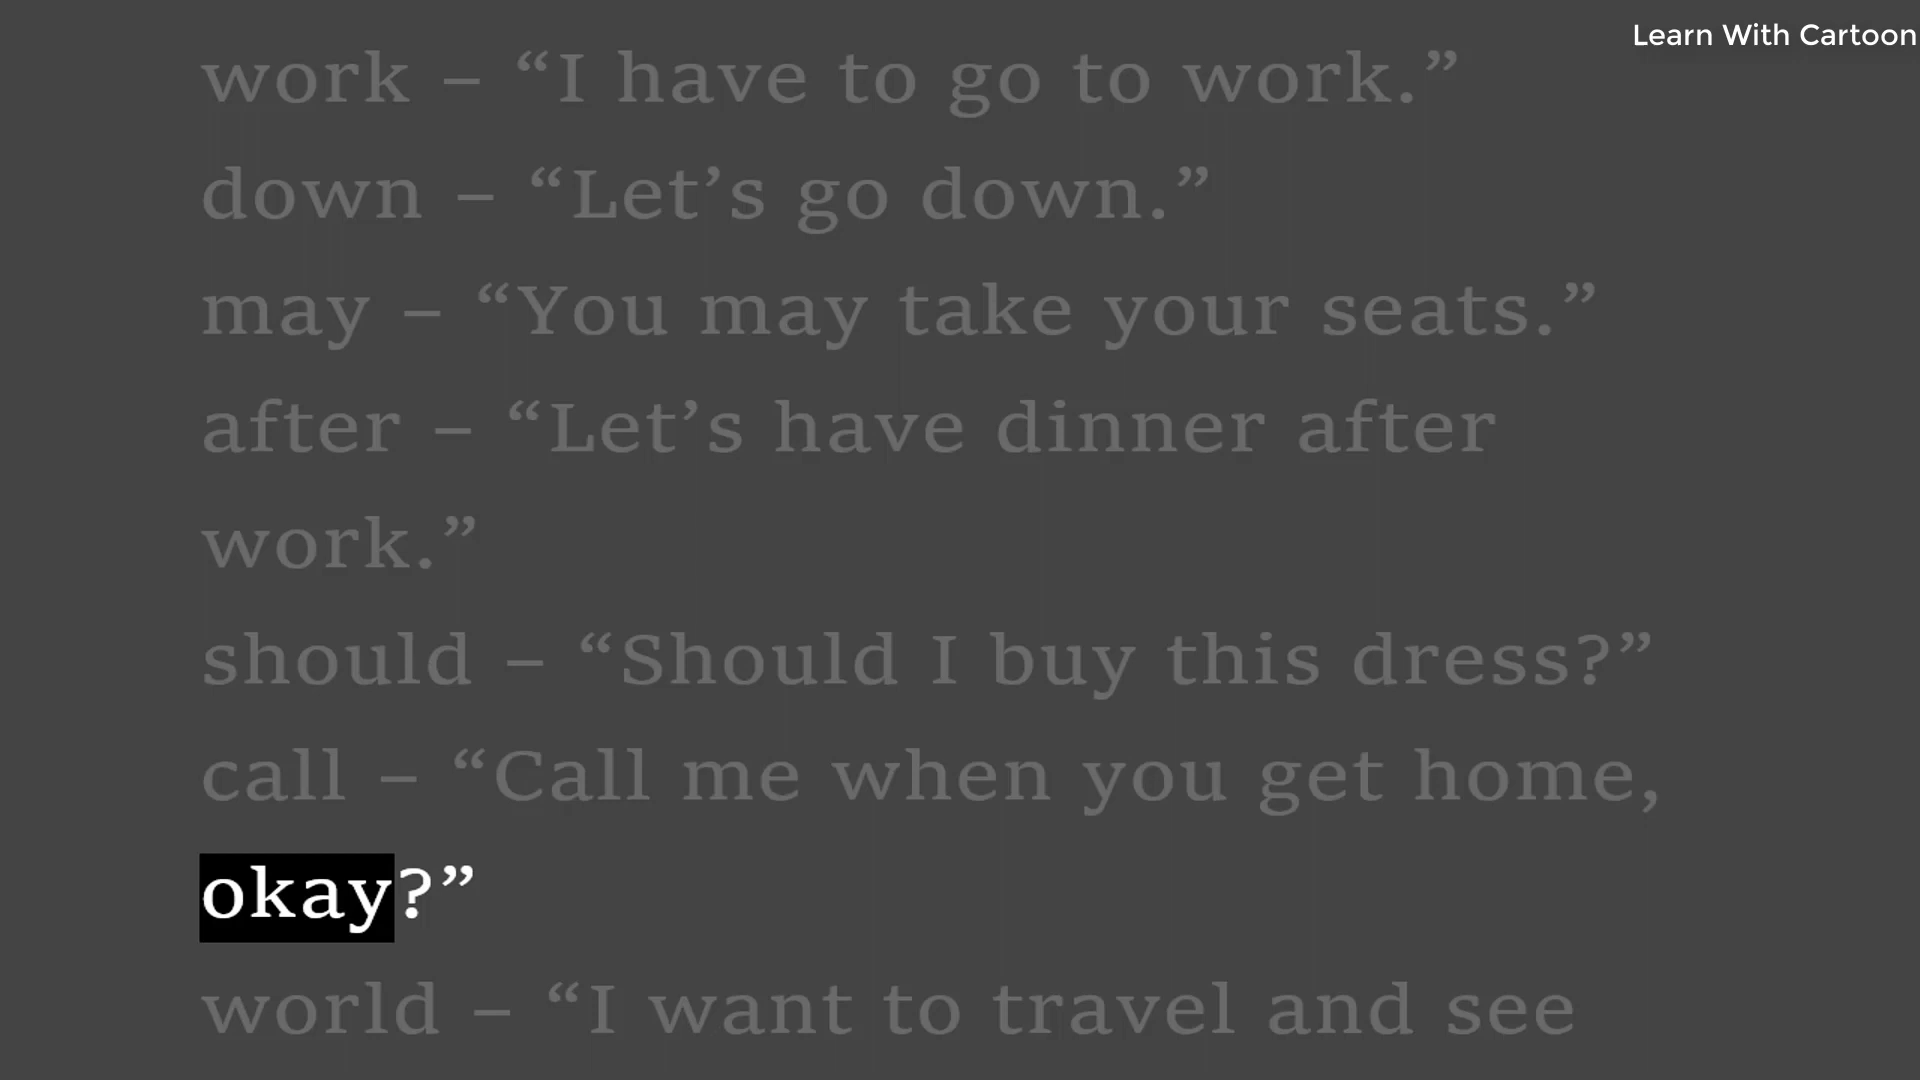 Learn With Cartoon
work – “I have to go to work.”
down – “Let’s go down.”
may – “You may take your seats.”
after – “Let’s have dinner after
work.”
should – “Should I buy this dress?”
call – “Call me when you get home,
okay?”
world – “I want to travel and see